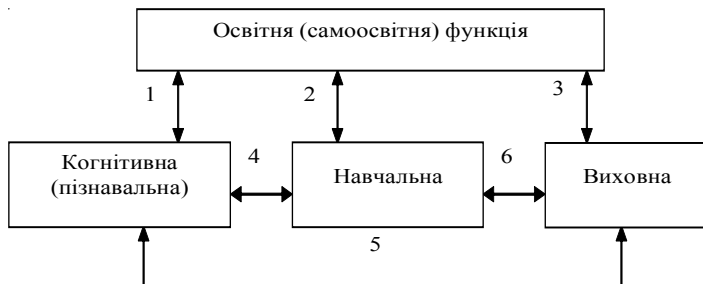 Освітня (самоосвітня) функція
1
2
3
Когнітивна
(пізнавальна)
4
Навчальна
6
Виховна
5